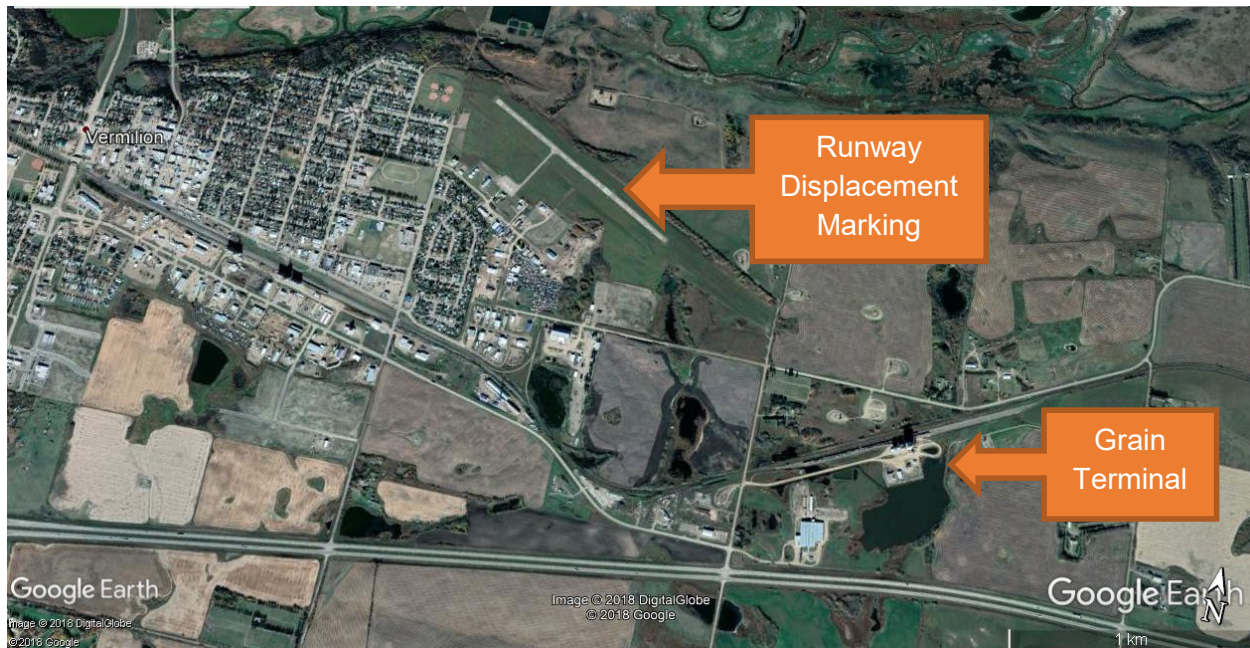 Vermilion
Runway
Displacement
Marking
Grain
Terminal
Google Earth
Image © 2018 DigitalGlobe
© 2018 Google
Google Earth
N
Image © 2018 DigitalGlobe
© 2018 Google
1 km